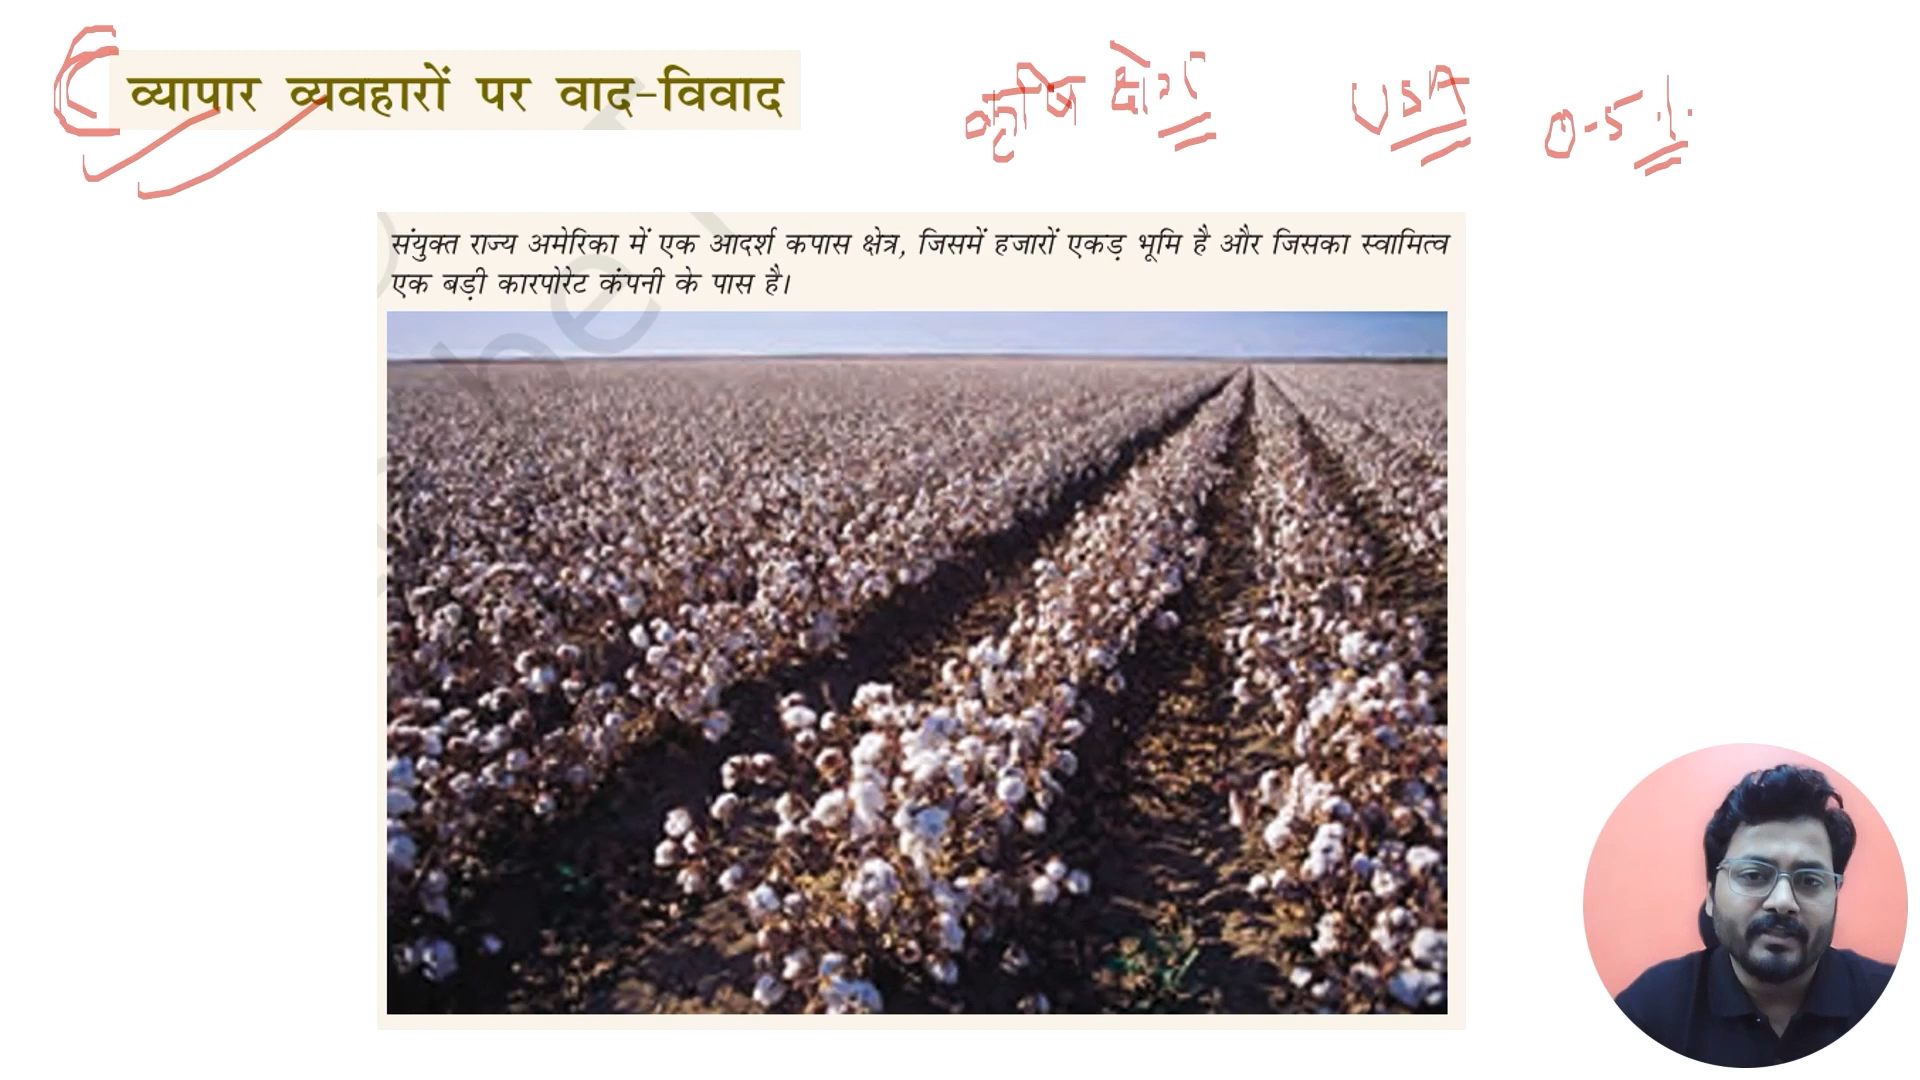 व्यापार व्यवहारों पर वाद-विवाद
कृषि क्षेत्र USA 0.5%
संयुक्त राज्य अमेरिका में एक आदर्श कपास क्षेत्र, जिसमें हजारों एकड़ भूमि है और जिसका स्वामित्व
एक बड़ी कारपोरेट कंपनी के पास है।